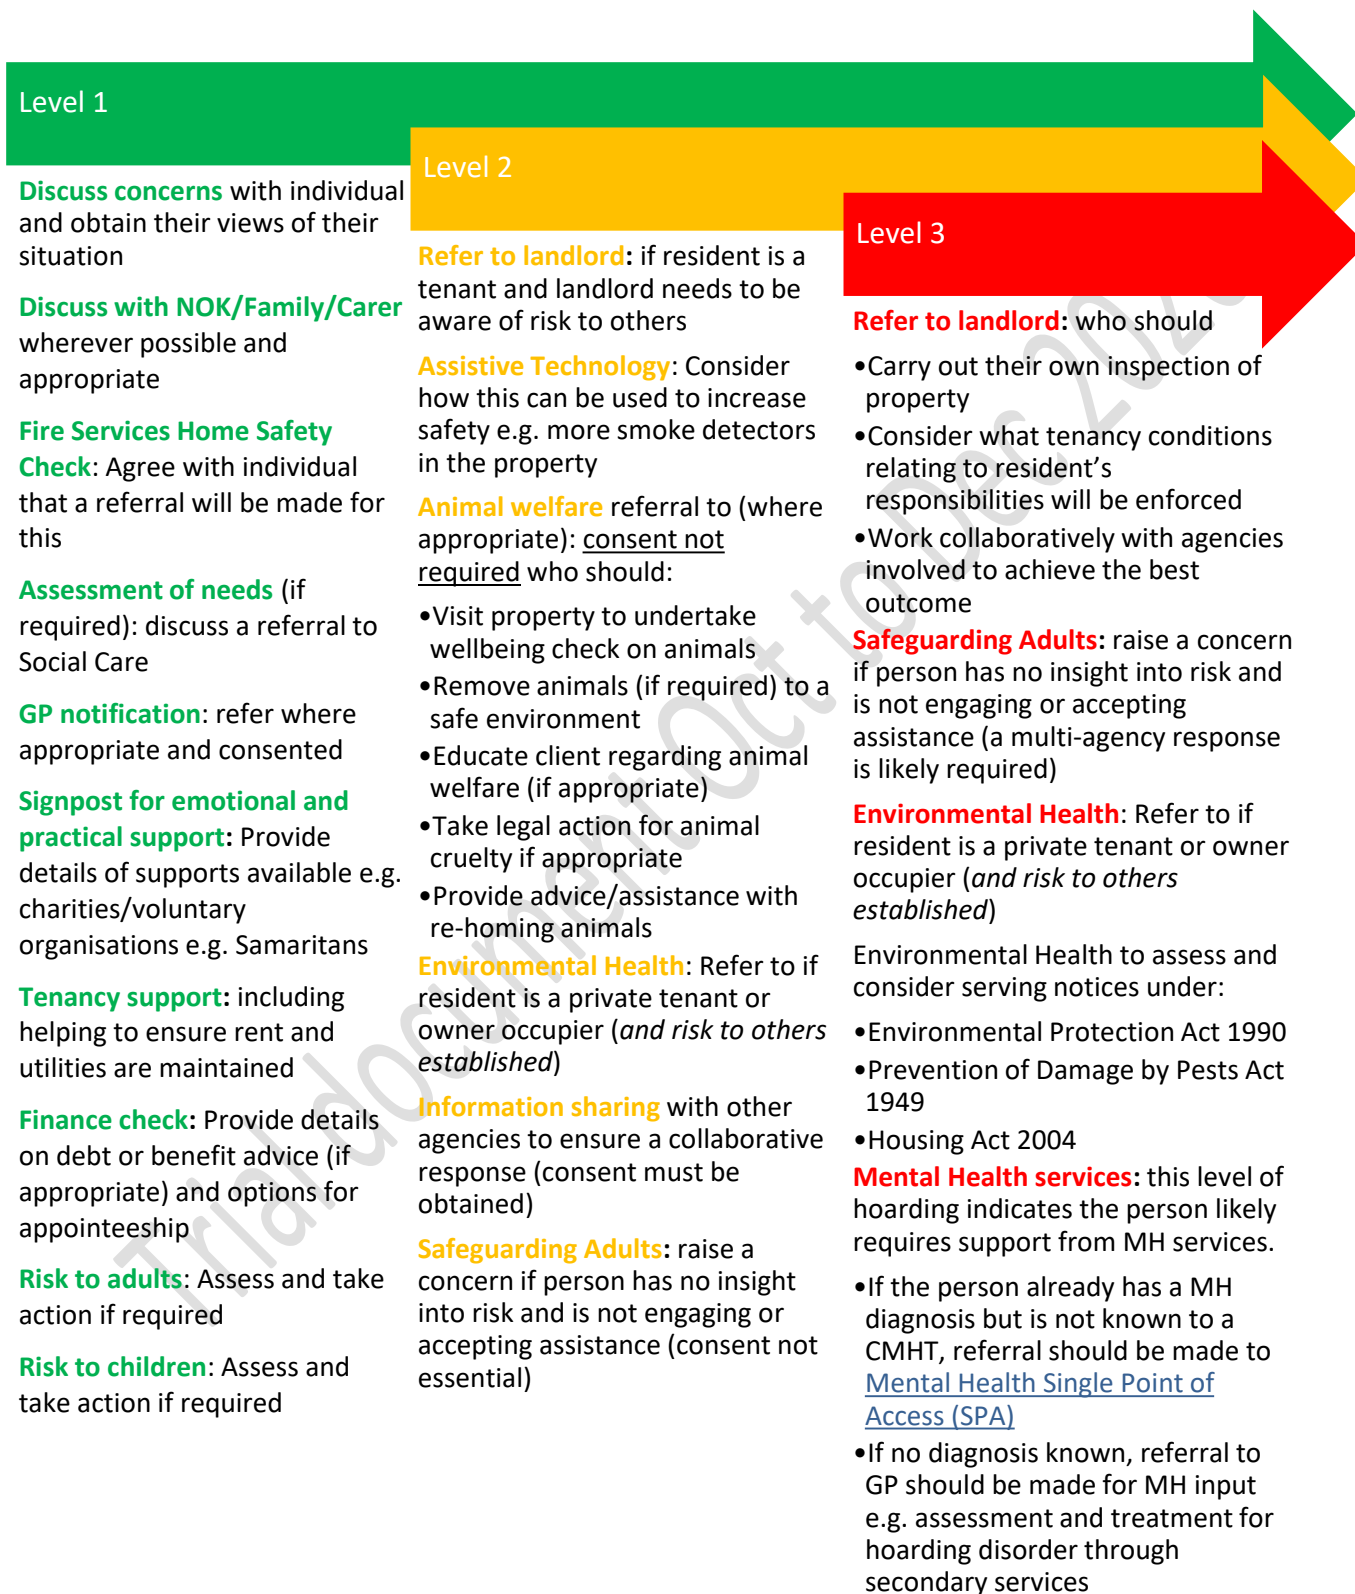 Level 1
Discuss concerns with individual
and obtain their views of their
situation
Discuss with NOK/Family/Carer
wherever possible and
appropriate
Fire Services Home Safety
Check: Agree with individual
that a referral will be made for
this
Assessment of needs (if
required): discuss a referral to
Social Care
GP notification: refer where
appropriate and consented
Signpost for emotional and
practical support: Provide
details of supports available e.g.
charities/voluntary
organisations e.g. Samaritans
Tenancy support: including
helping to ensure rent and
utilities are maintained
Finance check: Provide details
on debt or benefit advice (if
appropriate) and options for
appointeeship
Risk to adults: Assess and take
action if required
Risk to children: Assess and
take action if required
Level 2
Refer to landlord: if resident is a
tenant and landlord needs to be
aware of risk to others
Assistive Technology: Consider
how this can be used to increase
safety e.g. more smoke detectors
in the property
Animal welfare referral to (where
appropriate): consent not
required who should:
•Visit property to undertake
wellbeing check on animals
•Remove animals (if required) to a
safe environment
•Educate client regarding animal
welfare (if appropriate)
•Take legal action for animal
cruelty if appropriate
•Provide advice/assistance with
re-homing animals
Environmental Health: Refer to if
resident is a private tenant or
owner occupier (and risk to others
established)
Information sharing with other
agencies to ensure a collaborative
response (consent must be
obtained)
Safeguarding Adults: raise a
concern if person has no insight
into risk and is not engaging or
accepting assistance (consent not
essential)
Level 3
Refer to landlord: who should
•Carry out their own inspection of
property
•Consider what tenancy conditions
relating to resident's
responsibilities will be enforced
•Work collaboratively with agencies
involved to achieve the best
outcome
Safeguarding Adults: raise a concern
if person has no insight into risk and
is not engaging or accepting
assistance (a multi-agency response
is likely required)
Environmental Health: Refer to if
resident is a private tenant or owner
occupier (and risk to others
established)
Environmental Health to assess and
consider serving notices under:
•Environmental Protection Act 1990
•Prevention of Damage by Pests Act
1949
•Housing Act 2004
Mental Health services: this level of
hoarding indicates the person likely
requires support from MH services.
•If the person already has a MH
diagnosis but is not known to a
CMHT, referral should be made to
Mental Health Single Point of
Access (SPA)
•If no diagnosis known, referral to
GP should be made for MH input
e.g. assessment and treatment for
hoarding disorder through
secondary services
Trial document Oct to Dec